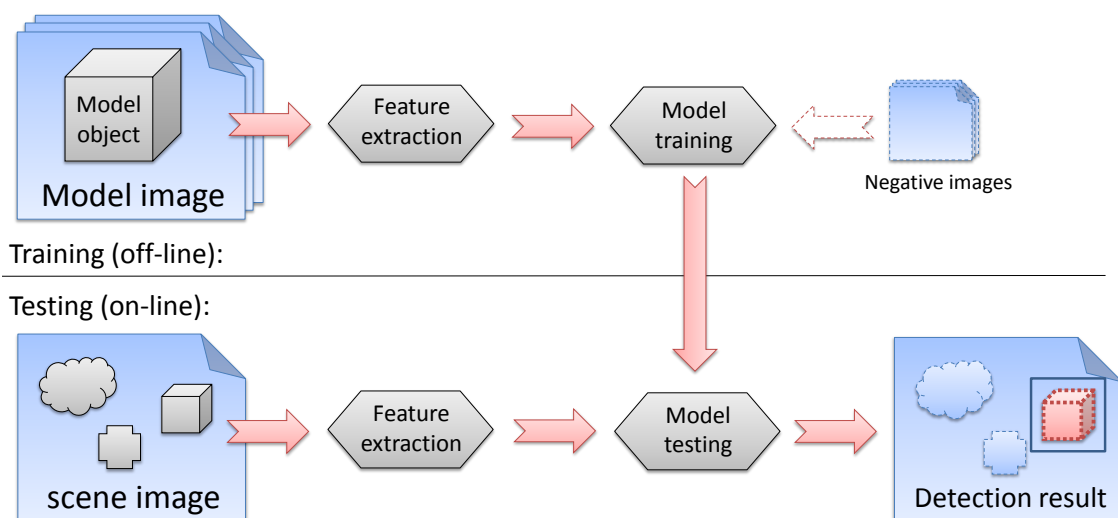 Model
object
Model image
Feature
extraction
Model
training
Negative images
Training (off-line):
Testing (on-line):
scene image
Feature
extraction
Model
testing
Detection result